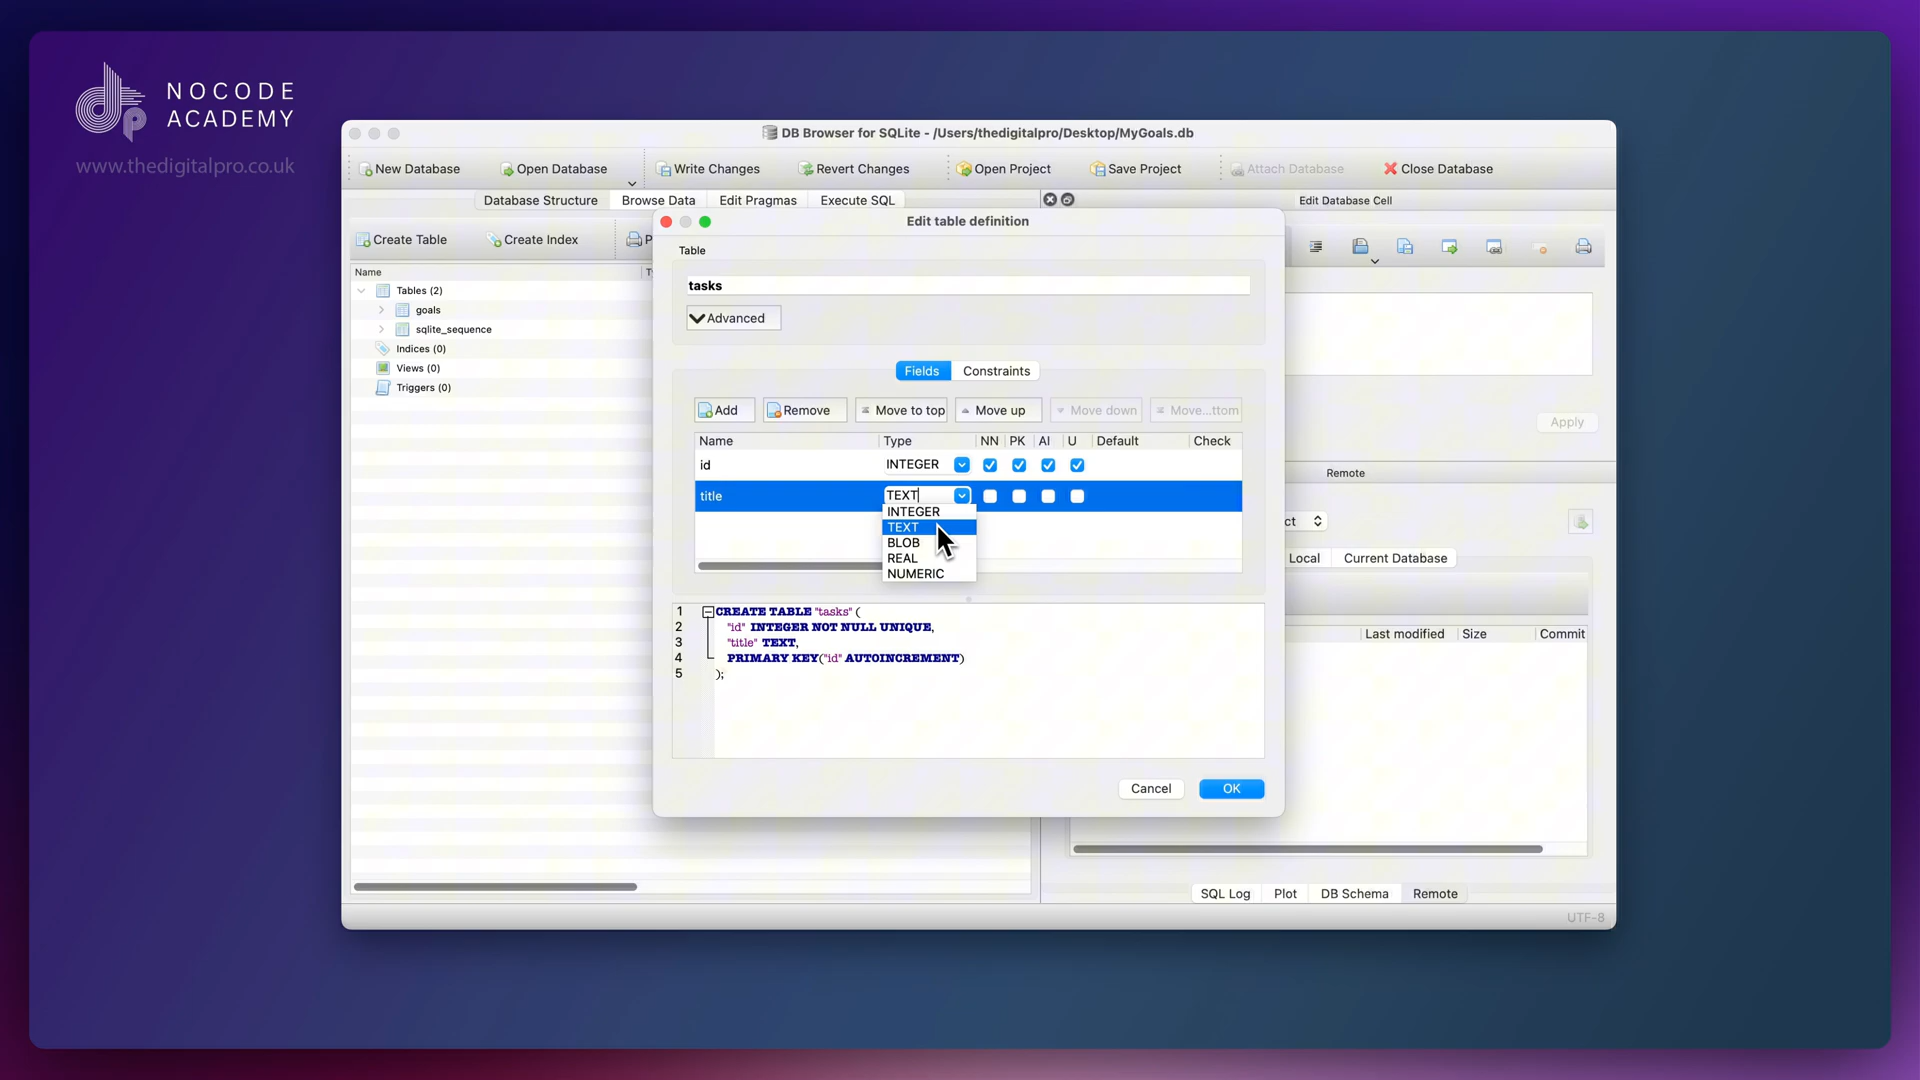 NOCODE
ACADEMY
www.thedigitalpro.co.uk
DB Browser for SQLite - /Users/thedigitalpro/Desktop/MyGoals.db
New Database Open Database Write Changes Revert Changes Open Project Save Project Attach Database Close Database
Database Structure Browse Data Edit Pragmas Execute SQL Edit Database Cell
Edit table definition
Create Table Create Index P
Table
Name T
Tables (2)
tasks
goals
Advanced
sqlite_sequence
Indices (0)
Views (0)
Fields Constraints
Triggers (0)
Add Remove Move to top Move up Move down Move...ttom
Apply
Name Type NN PK AI U Default Check
id INTEGER
Remote
title TEXT
INTEGER
TEXT
ct
BLOB
REAL
Local Current Database
NUMERIC
1 CREATE TABLE "tasks" (
2 "id" INTEGER NOT NULL UNIQUE,
3 "title" TEXT,
4 PRIMARY KEY("id" AUTOINCREMENT)
5 );
Last modified Size Commit
Cancel OK
SQL Log Plot DB Schema Remote
UTF-8